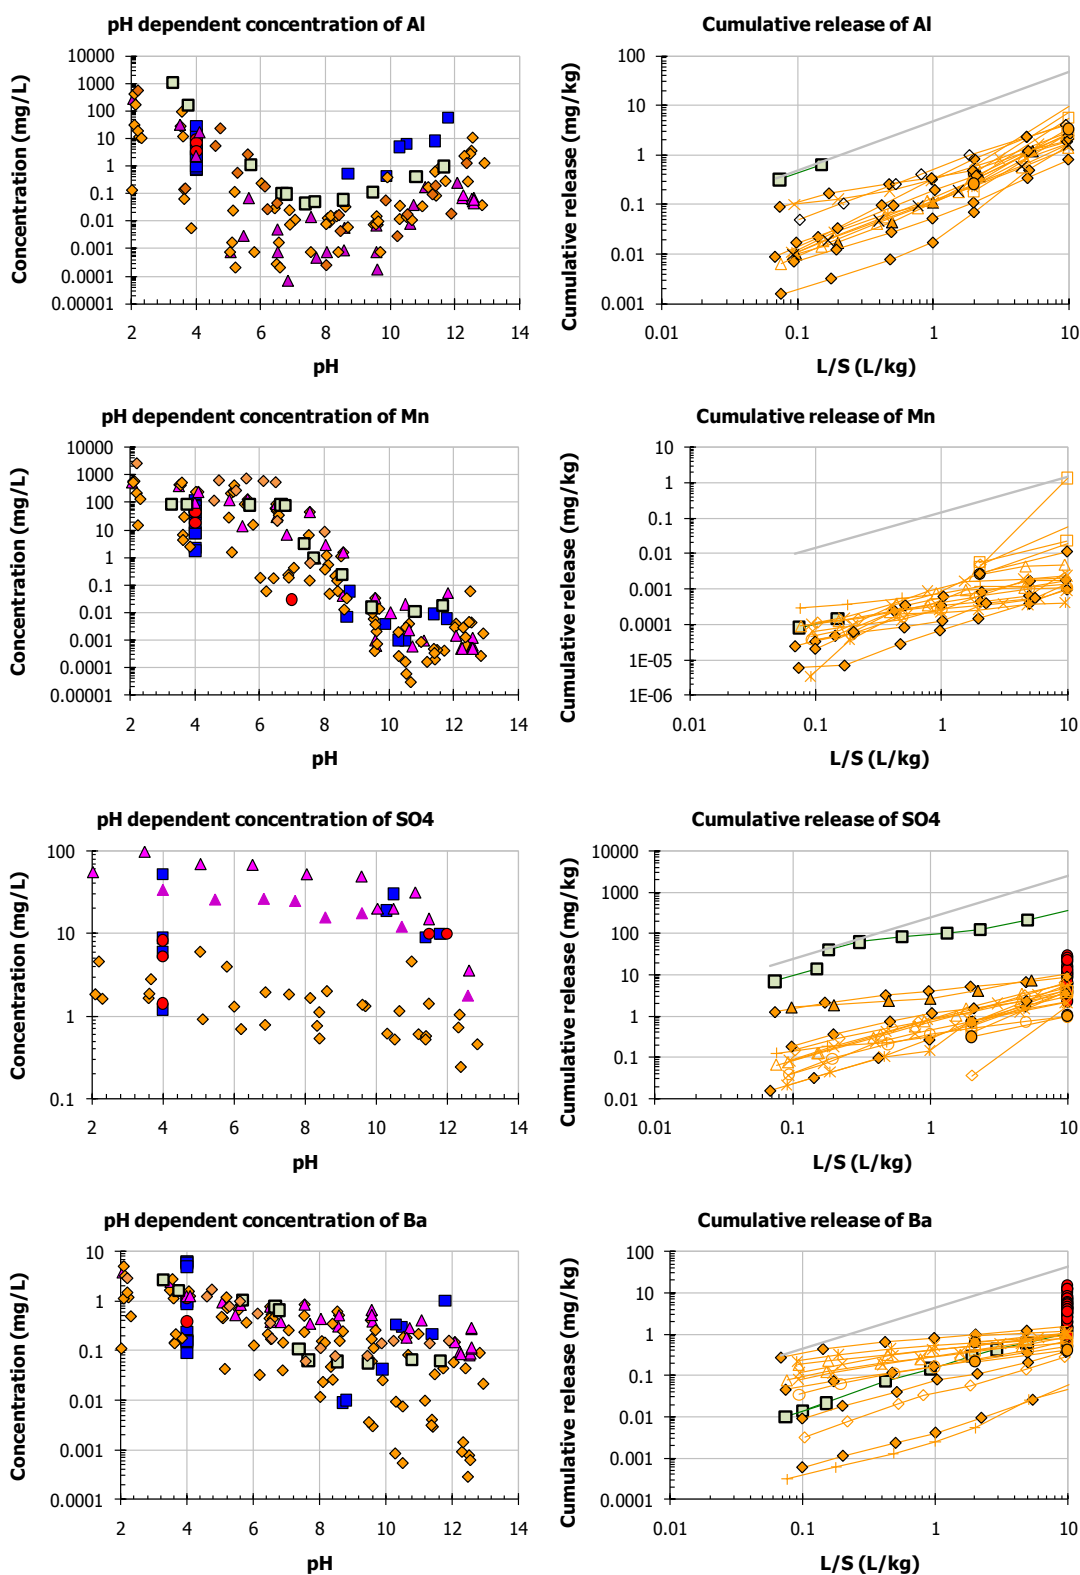 pH dependent concentration of Al
Cumulative release of Al
Concentration (mg/L)
10000
1000
100
10
1
0.1
0.01
0.001
0.0001
0.00001
2 4 6 8 10 12 14
pH
Cumulative release (mg/kg)
100
10
1
0.1
0.01
0.001
0.01 0.1 1 10
L/S (L/kg)
pH dependent concentration of Mn
Cumulative release of Mn
Concentration (mg/L)
10000
1000
100
10
1
0.1
0.01
0.001
0.0001
0.00001
2 4 6 8 10 12 14
pH
Cumulative release (mg/kg)
10
1
0.1
0.01
0.001
0.0001
1E-05
1E-06
0.01 0.1 1 10
L/S (L/kg)
pH dependent concentration of SO4
Cumulative release of SO4
Concentration (mg/L)
100
10
1
0.1
2 4 6 8 10 12 14
pH
Cumulative release (mg/kg)
10000
1000
100
10
1
0.1
0.01
0.01 0.1 1 10
L/S (L/kg)
pH dependent concentration of Ba
Cumulative release of Ba
Concentration (mg/L)
10
1
0.1
0.01
0.001
0.0001
2 4 6 8 10 12 14
pH
Cumulative release (mg/kg)
100
10
1
0.1
0.01
0.001
0.0001
0.01 0.1 1 10
L/S (L/kg)